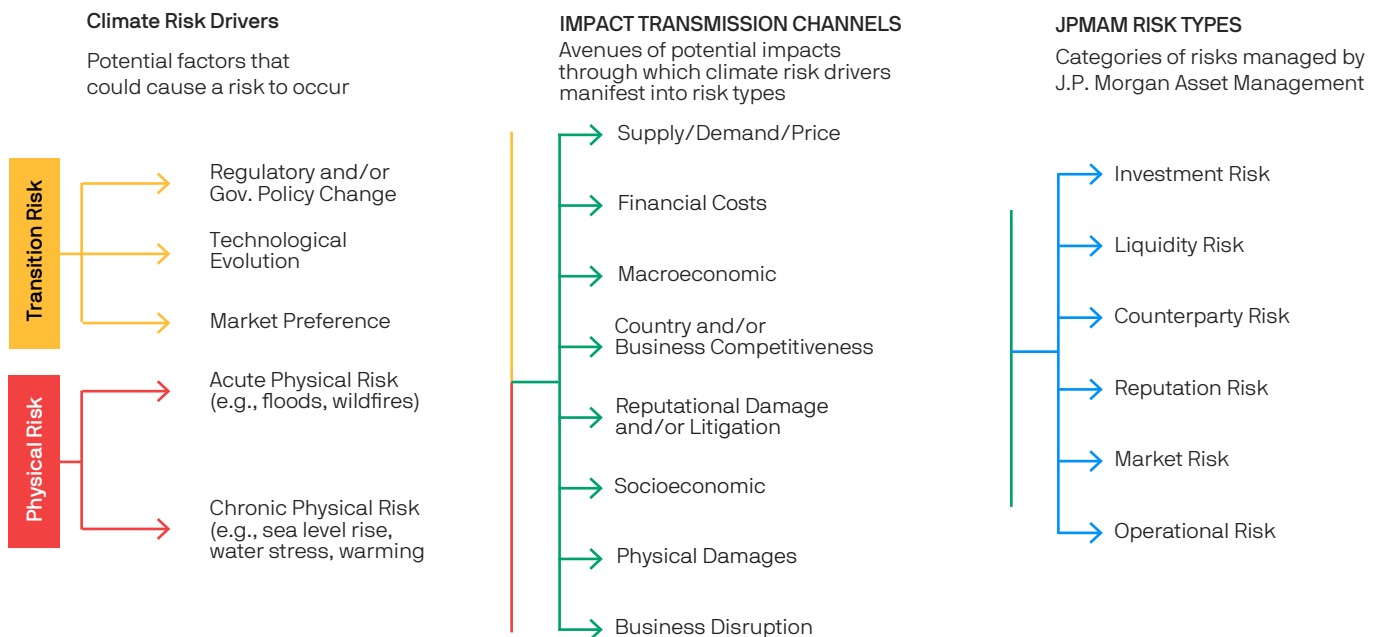 Climate Risk Drivers
Potential factors that
could cause a risk to occur
Transition Risk
Regulatory and/or
Gov. Policy Change
Technological
Evolution
Market Preference
Physical Risk
Acute Physical Risk
(e.g., floods, wildfires)
Chronic Physical Risk
(e.g., sea level rise,
water stress, warming
IMPACT TRANSMISSION CHANNELS
Avenues of potential impacts
through which climate risk drivers
manifest into risk types
Supply/Demand/Price
Financial Costs
Macroeconomic
Country and/or
Business Competitiveness
Reputational Damage
and/or Litigation
Socioeconomic
Physical Damages
Business Disruption
JPMAM RISK TYPES
Categories of risks managed by
J.P. Morgan Asset Management
Investment Risk
Liquidity Risk
Counterparty Risk
Reputation Risk
Market Risk
Operational Risk